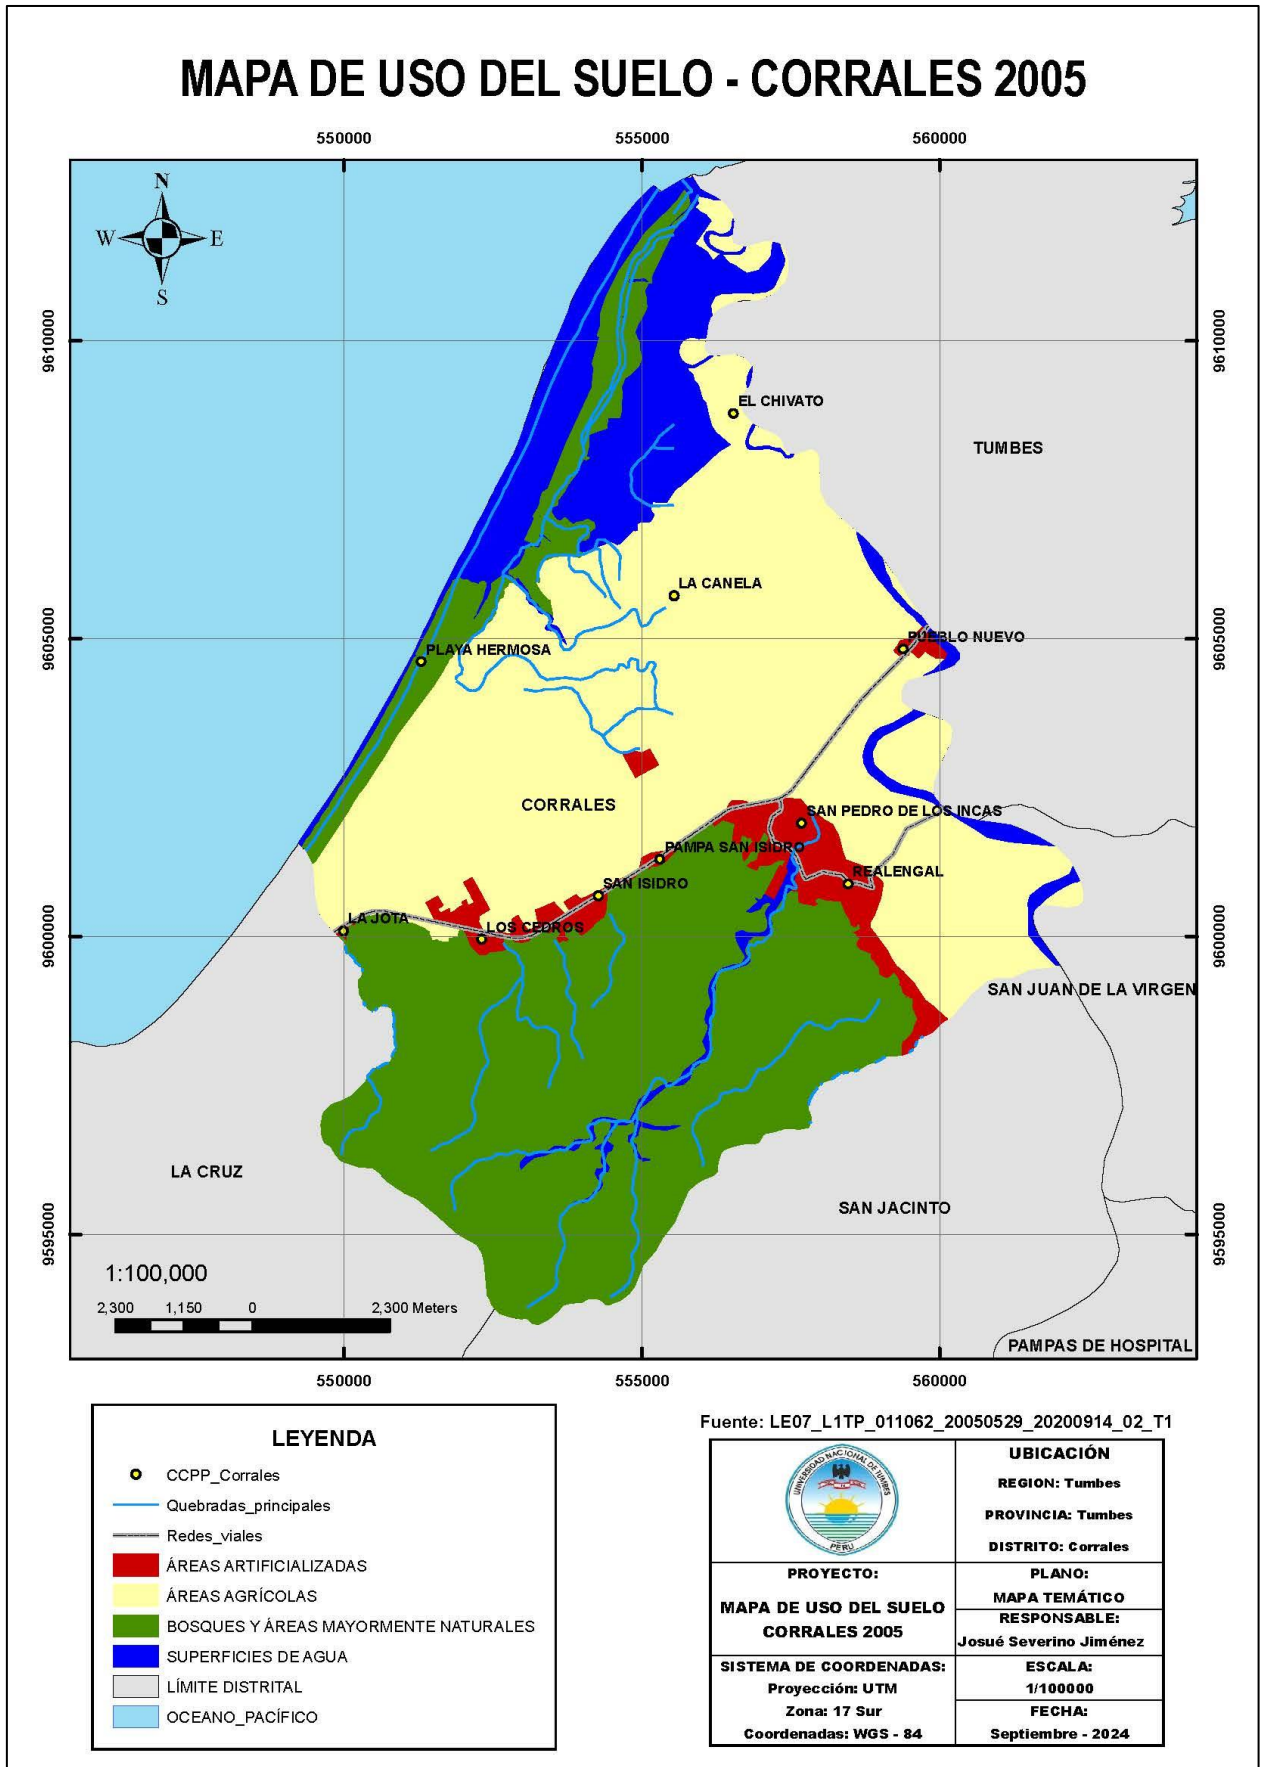 MAPA DE USO DEL SUELO - CORRALES 2005
550000
555000
560000
N
W
E
S
9610000
9610000
EL CHIVATO
TUMBES
LA CANELA
9605000
9605000
PUEBLO NUEVO
PLAYA HERMOSA
CORRALES
SAN PEDRO DE LOS INCAS
PAMPA SAN ISIDRO
REALENGAL
SAN ISIDRO
LA JOTA
LOS CEDROS
9600000
9600000
SAN JUAN DE LA VIRGEN
LA CRUZ
SAN JACINTO
9595000
9595000
1:100,000
2,300 1,150 0 2,300 Meters
PAMPAS DE HOSPITAL
550000
555000
560000
LEYENDA
CCPP_Corrales
Quebradas_principales
Redes_viales
ÁREAS ARTIFICIALIZADAS
ÁREAS AGRÍCOLAS
BOSQUES Y ÁREAS MAYORMENTE NATURALES
SUPERFICIES DE AGUA
LÍMITE DISTRITAL
OCEANO_PACÍFICO
Fuente: LE07_L1TP_011062_20050529_20200914_02_T1
UNIVERSIDAD NACIONAL DE TUMBES
PERU
UBICACIÓN
REGION: Tumbes
PROVINCIA: Tumbes
DISTRITO: Corrales
PROYECTO:
MAPA DE USO DEL SUELO
CORRALES 2005
PLANO:
MAPA TEMÁTICO
RESPONSABLE:
Josué Severino Jiménez
SISTEMA DE COORDENADAS:
Proyección: UTM
Zona: 17 Sur
Coordenadas: WGS - 84
ESCALA:
1/100000
FECHA:
Septiembre - 2024